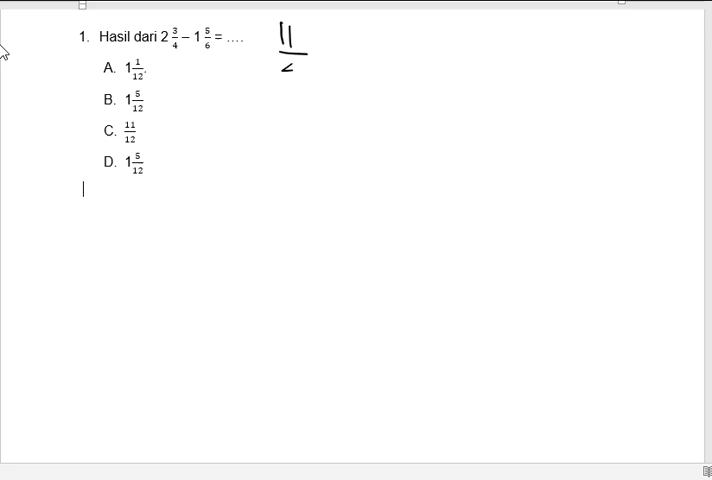 1. Hasil dari 2 3/4 – 1 5/6 = ....
11
A. 1 1/12.
B. 1 5/12
C. 11/12
D. 1 5/12